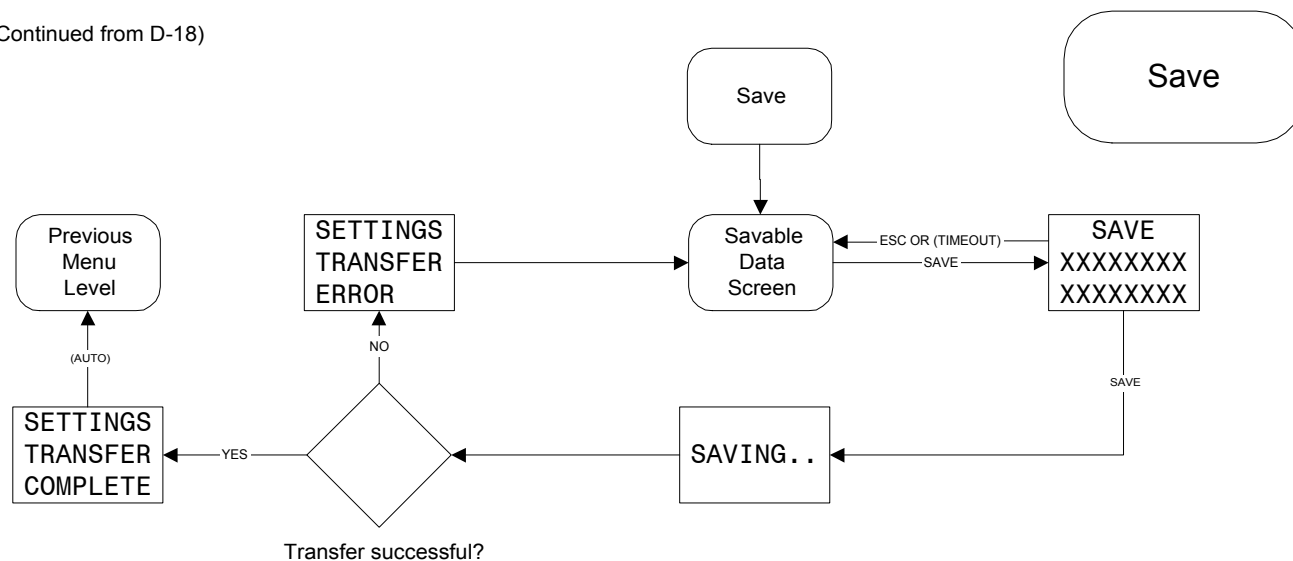 Continued from D-18)
Save
Save
Previous
Menu
Level
SETTINGS
TRANSFER
ERROR
Savable
Data
Screen
ESC OR (TIMEOUT)
SAVE
SAVE
XXXXXXXX
XXXXXXXX
(AUTO)
NO
SAVE
SETTINGS
TRANSFER
COMPLETE
YES
SAVING..
Transfer successful?